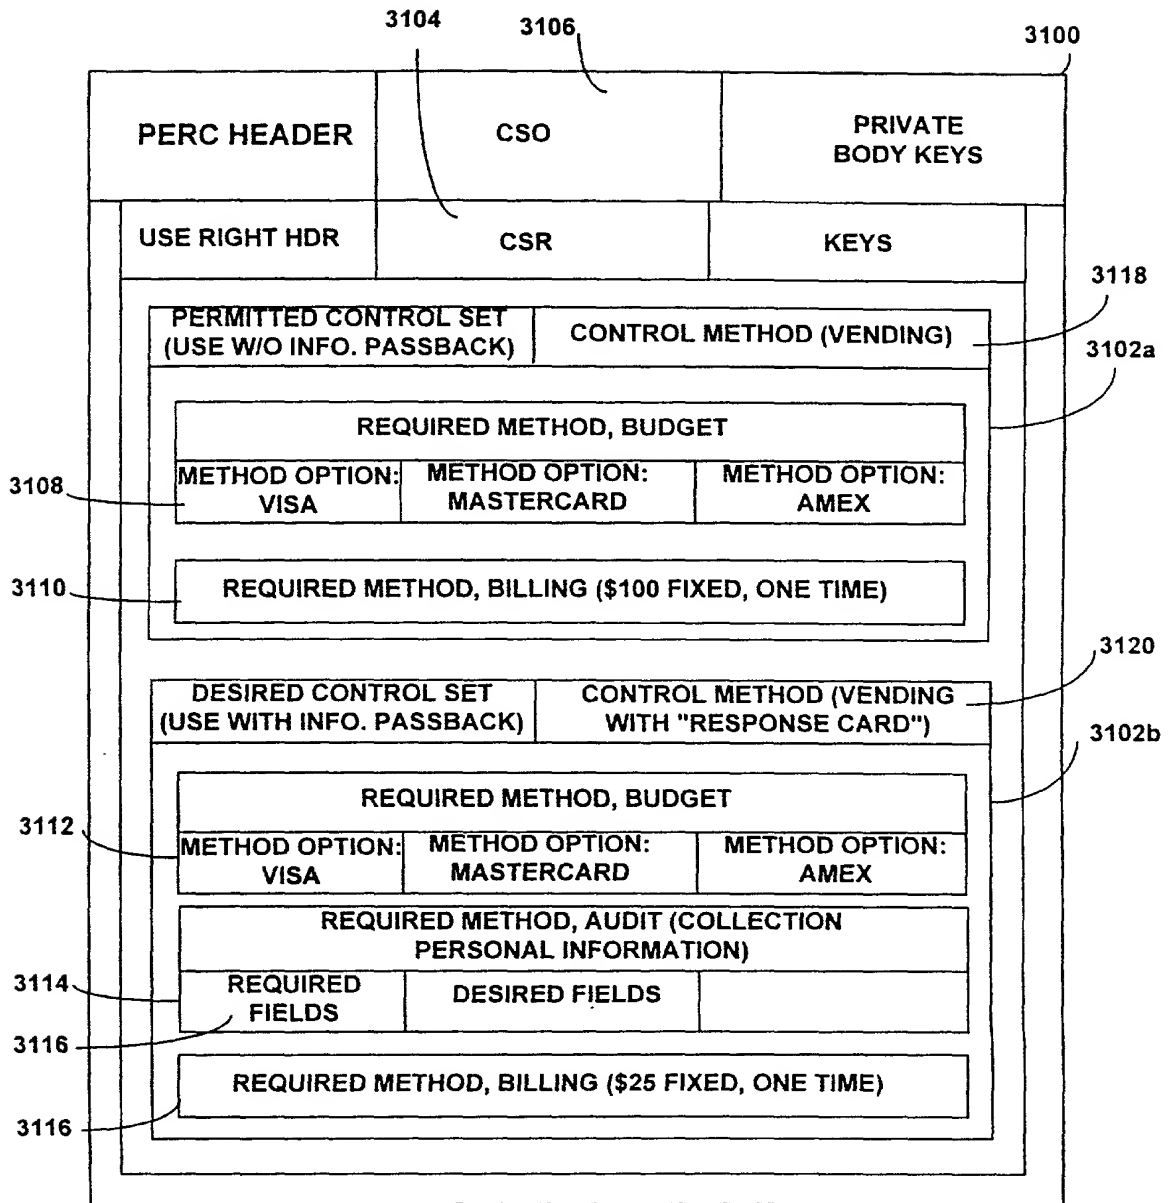 3104
3106
3100
PERC HEADER
CSO
PRIVATE
BODY KEYS
USE RIGHT HDR
CSR
KEYS
3118
PERMITTED CONTROL SET
(USE W/O INFO. PASSBACK)
CONTROL METHOD (VENDING)
3102a
REQUIRED METHOD, BUDGET
3108
METHOD OPTION:
VISA
METHOD OPTION:
MASTERCARD
METHOD OPTION:
AMEX
3110
REQUIRED METHOD, BILLING ($100 FIXED, ONE TIME)
3120
DESIRED CONTROL SET
(USE WITH INFO. PASSBACK)
CONTROL METHOD (VENDING
WITH "RESPONSE CARD")
3102b
REQUIRED METHOD, BUDGET
3112
METHOD OPTION:
VISA
METHOD OPTION:
MASTERCARD
METHOD OPTION:
AMEX
REQUIRED METHOD, AUDIT (COLLECTION
PERSONAL INFORMATION)
3114
REQUIRED
FIELDS
DESIRED FIELDS
3116
REQUIRED METHOD, BILLING ($25 FIXED, ONE TIME)
3116